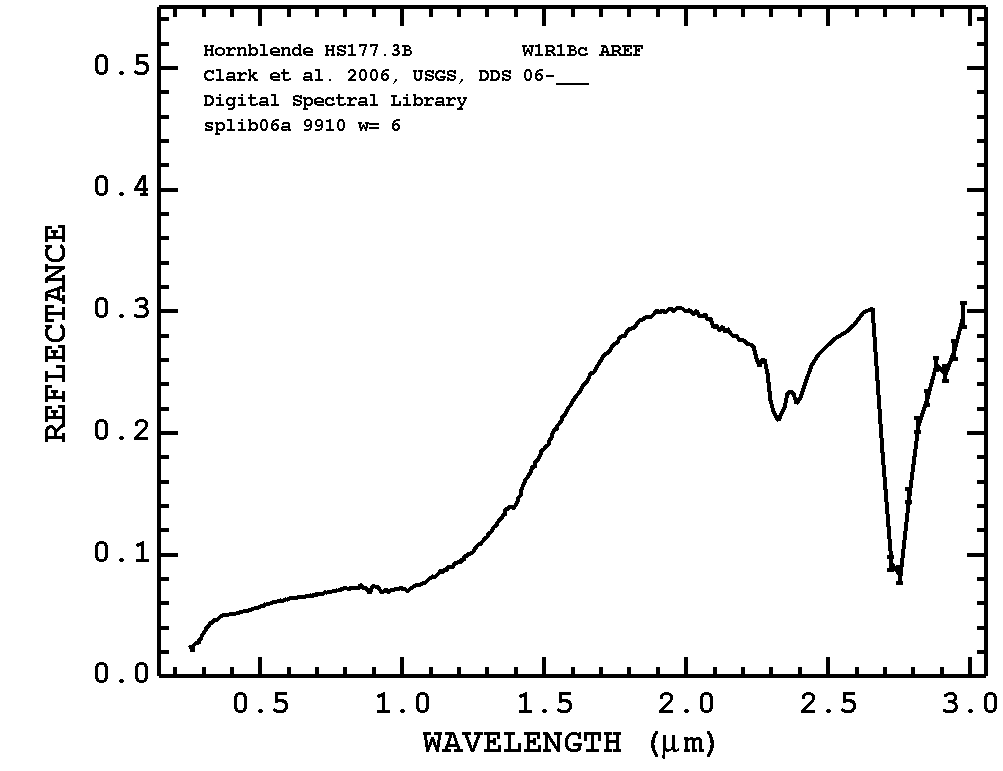 Hornblende HS177.3B W1R1Bc AREF
Clark et al. 2006, USGS, DDS 06-___
Digital Spectral Library
splib06a 9910 w= 6
REFLECTANCE
0.5
0.4
0.3
0.2
0.1
0.0
0.5 1.0 1.5 2.0 2.5 3.0
WAVELENGTH (μm)